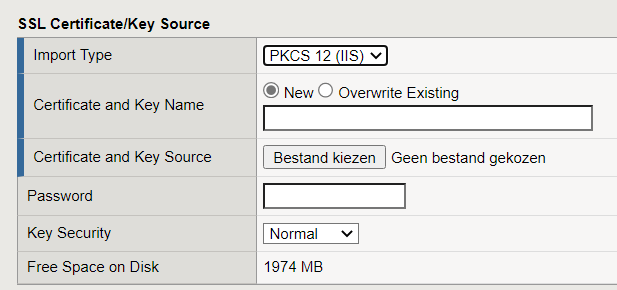 SSL Certificate/Key Source
Import Type PKCS 12 (IIS)
Certificate and Key Name New Overwrite Existing
Certificate and Key Source Bestand kiezen Geen bestand gekozen
Password
Key Security Normal
Free Space on Disk 1974 MB